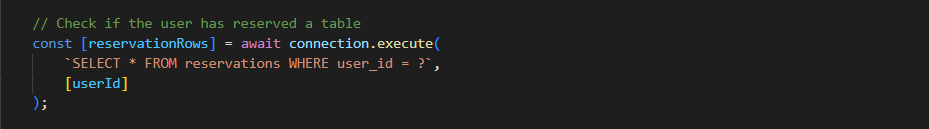 // Check if the user has reserved a table
const [reservationRows] = await connection.execute(
    `SELECT * FROM reservations WHERE user_id = ?`,
    [userId]
);